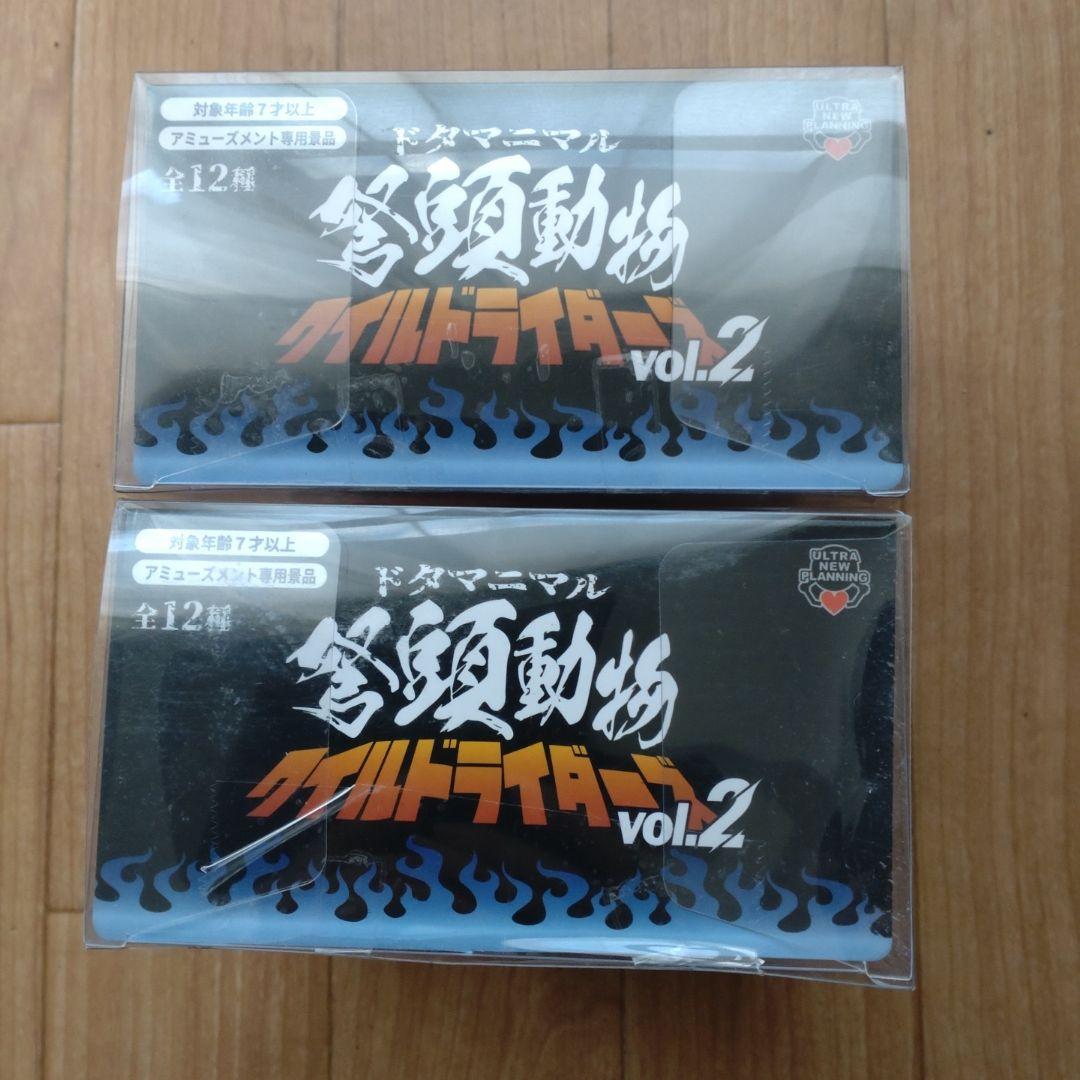 対象年齢7才以上
アミューズメント専用景品
全12種
ULTRA
NEW
PLANNING
ドタマニマル
弩頭動物
ワイルドライダーズ
vol.2
対象年齢7才以上
アミューズメント専用景品
全12種
ULTRA
NEW
PLANNING
ドタマニマル
弩頭動物
ワイルドライダーズ
vol.2